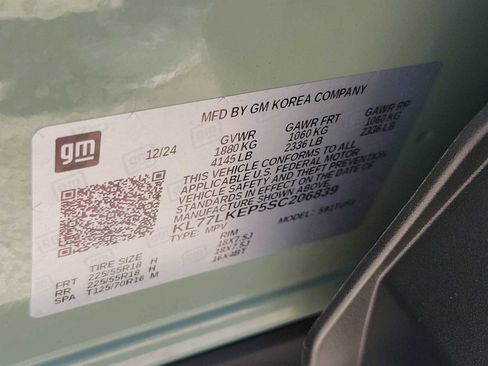 MFD BY GM KOREA COMPANY
gm
12/24
GVWR GAWR FRT GAWR RR
1880 KG 1060 KG 1060 KG
4145 LB 2336 LB 2336 LB
THIS VEHICLE CONFORMS TO ALL
APPLICABLE U.S. FEDERAL MOTOR
VEHICLE SAFETY AND THEFT PREVENTION
STANDARDS IN EFFECT ON THE DATE OF
MANUFACTURE SHOWN ABOVE.
KL77LKEP5SC206839
TYPE: MPV MODEL:
TIRE SIZE RIM
FRT 225/55R18 H 18X7.5J
RR 225/55R18 H 18X7.5J
SPA T125/70R16 M 16X4BT